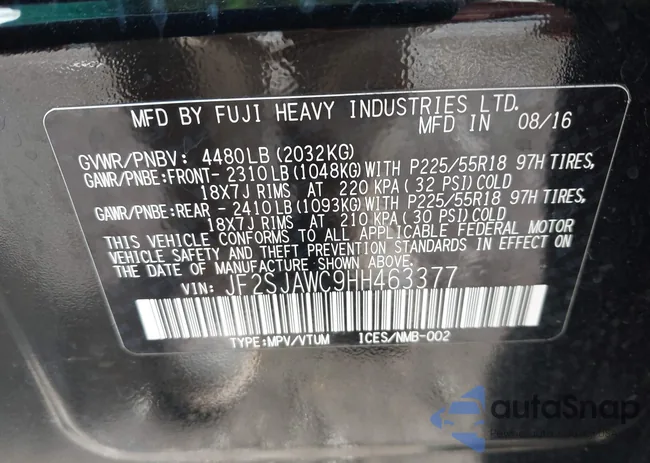 MFD BY FUJI HEAVY INDUSTRIES LTD.
MFD IN 08/16
GVWR/PNBV: 4480LB (2032KG)
GAWR/PNBE:FRONT-2310LB(1048KG)WITH P225/55R18 97H TIRES,
18X7J RIMS AT 220 KPA(32 PSI)COLD
GAWR/PNBE:REAR -2410LB(1093KG)WITH P225/55R18 97H TIRES,
18X7J RIMS AT 210 KPA(30 PSI)COLD
THIS VEHICLE CONFORMS TO ALL APPLICABLE FEDERAL MOTOR
VEHICLE SAFETY AND THEFT PREVENTION STANDARDS IN EFFECT ON
THE DATE OF MANUFACTURE SHOWN ABOVE.
VIN: JF2SJAWC9HH463377
TYPE:MPV/VTUM ICES/NMB-002
autoSnap